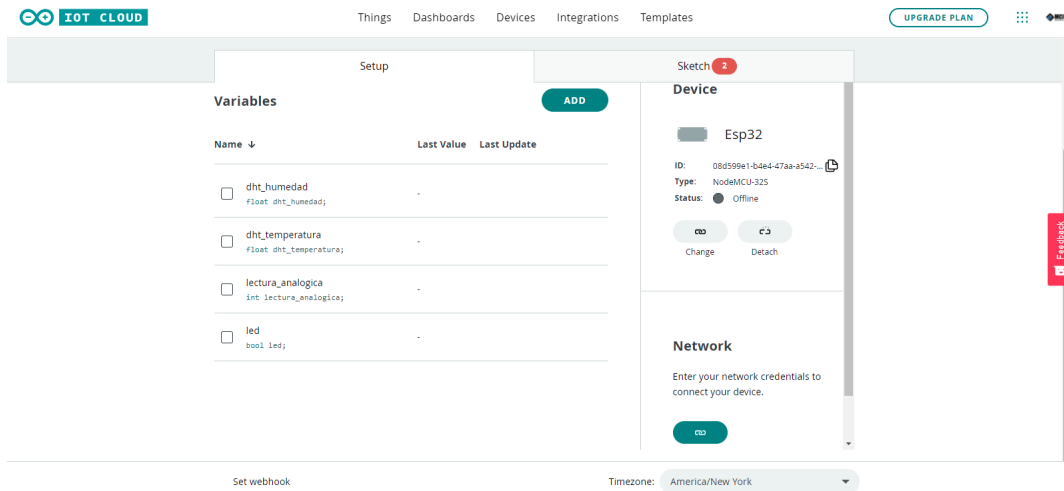 IOT CLOUD
Things
Dashboards
Devices
Integrations
Templates
UPGRADE PLAN
Setup
Sketch 2
Variables
ADD
Name ↓
Last Value
Last Update
dht_humedad
float dht_humedad;
-
dht_temperatura
float dht_temperatura;
-
lectura_analogica
int lectura_analogica;
-
led
bool led;
-
Device
Esp32
ID: 08d599e1-b4e4-47aa-a542-...
Type: NodeMCU-32S
Status: Offline
Change
Detach
Network
Enter your network credentials to
connect your device.
Feedback
Set webhook
Timezone: America/New York